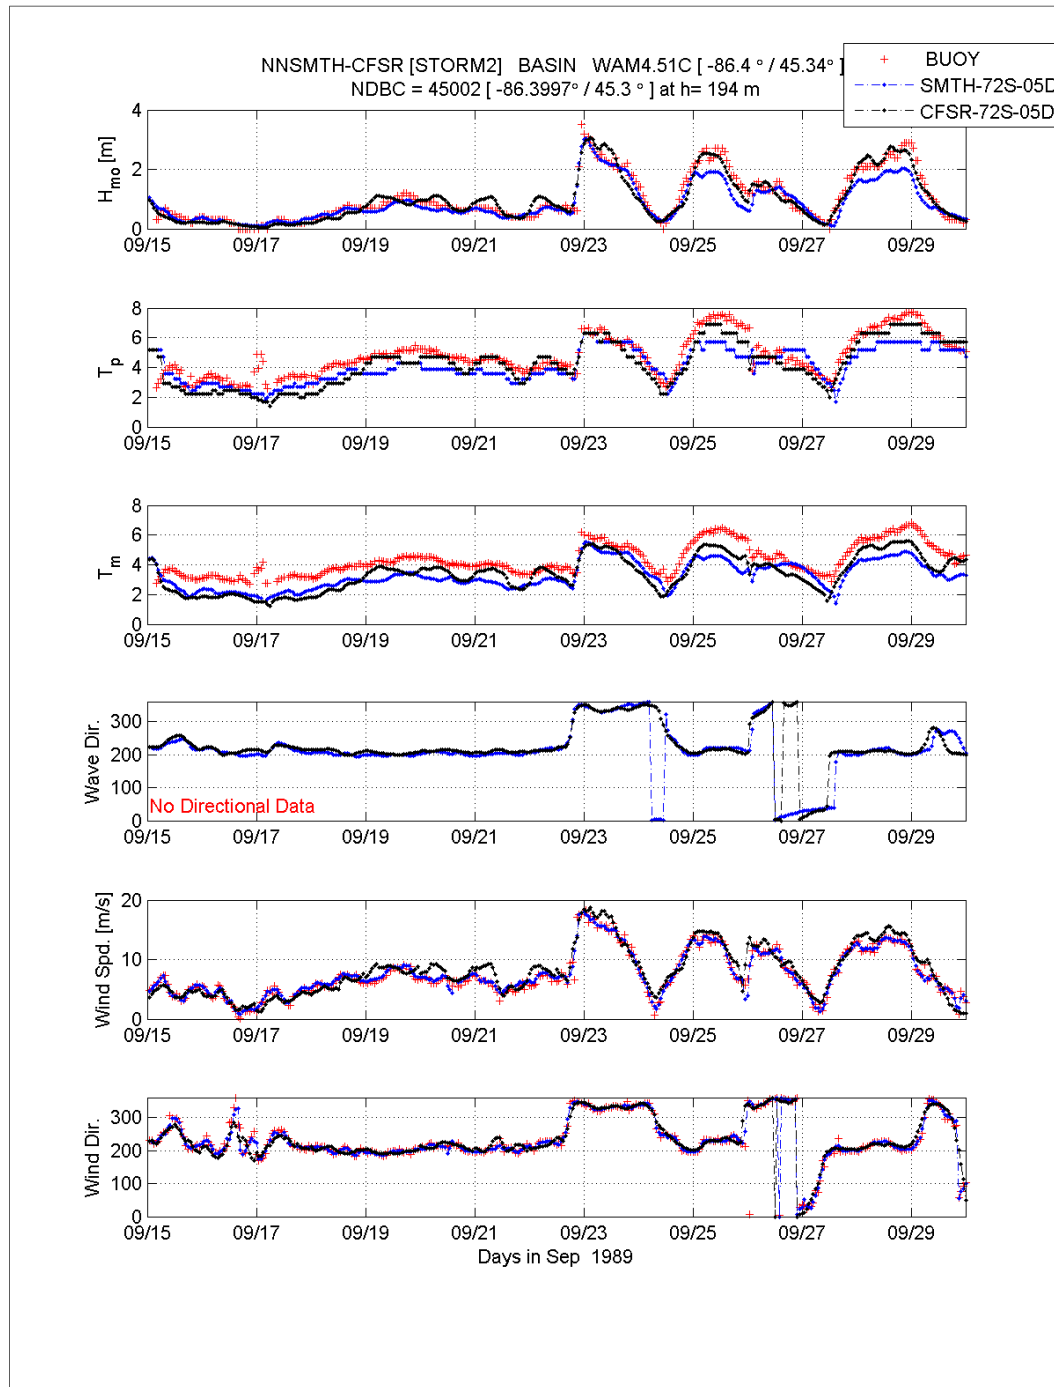 NNSMTH-CFSR [STORM2] BASIN WAM4.51C [ -86.4 ° / 45.34° ]
NDBC = 45002 [ -86.3997° / 45.3 ° ] at h= 194 m
BUOY
SMTH-72S-05D
CFSR-72S-05D
Hmo [m]
4
2
0
09/15 09/17 09/19 09/21 09/23 09/25 09/27 09/29
Tp
8
6
4
2
0
09/15 09/17 09/19 09/21 09/23 09/25 09/27 09/29
Tm
8
6
4
2
0
09/15 09/17 09/19 09/21 09/23 09/25 09/27 09/29
Wave Dir.
300
200
100
0
No Directional Data
09/15 09/17 09/19 09/21 09/23 09/25 09/27 09/29
Wind Spd. [m/s]
20
10
0
09/15 09/17 09/19 09/21 09/23 09/25 09/27 09/29
Wind Dir.
300
200
100
0
09/15 09/17 09/19 09/21 09/23 09/25 09/27 09/29
Days in Sep 1989